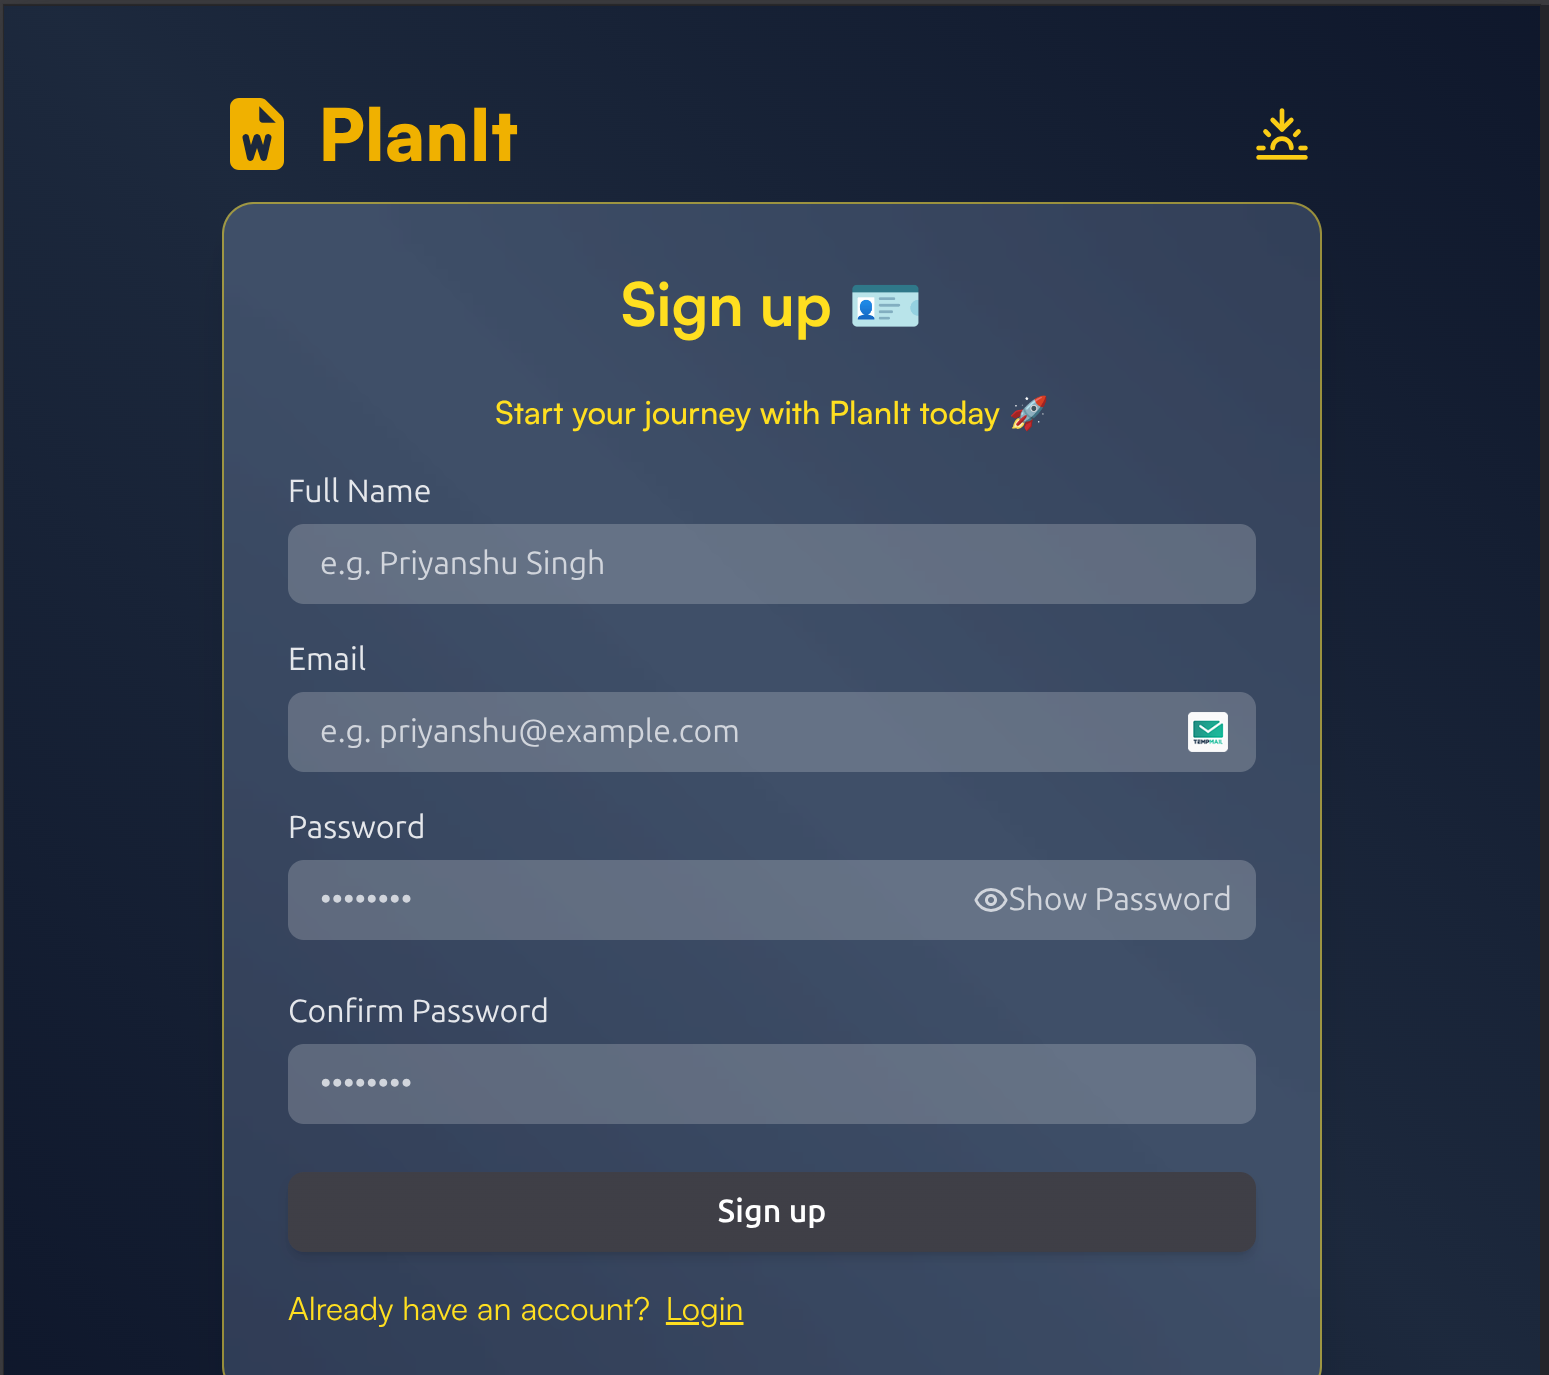 W
PlanIt
Sign up 🪪
Start your journey with PlanIt today 🚀
Full Name
e.g. Priyanshu Singh
Email
e.g. priyanshu@example.com
TEMPMAIL
Password
••••••••
Show Password
Confirm Password
••••••••
Sign up
Already have an account? Login